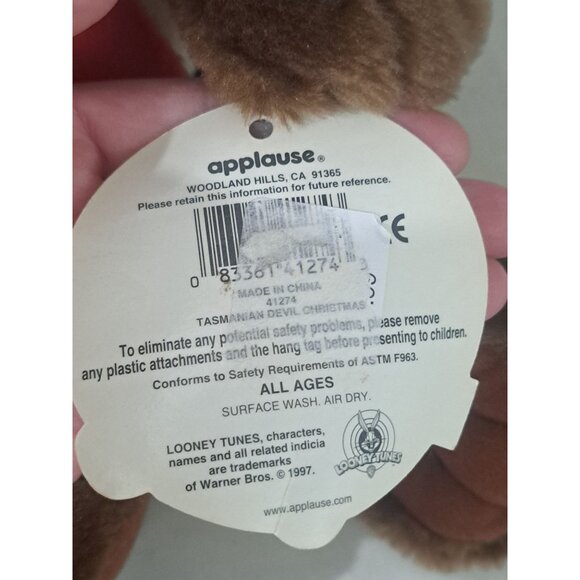 applause®
WOODLAND HILLS, CA 91365
Please retain this information for future reference.
CE
0 83361 41274
MADE IN CHINA
41274
TASMANIAN DEVIL CHRISTMAS
To eliminate any potential safety problems, please remove
any plastic attachments and the hang tag before presenting to children.
Conforms to Safety Requirements of ASTM F963.
ALL AGES
SURFACE WASH. AIR DRY.
LOONEY TUNES, characters,
names and all related indicia
are trademarks
of Warner Bros. © 1997.
LOONEY TUNES
www.applause.com